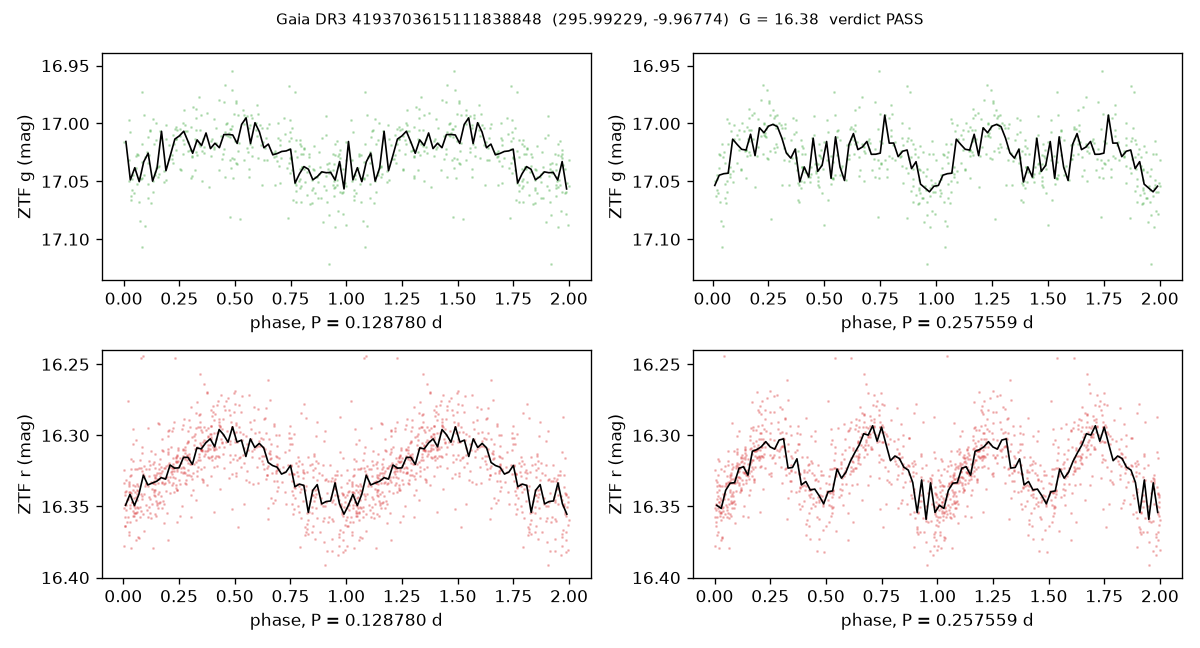 Gaia DR3 4193703615111838848 (295.99229, -9.96774) G = 16.38 verdict PASS
ZTF g (mag)
16.95
17.00
17.05
17.10
0.00 0.25 0.50 0.75 1.00 1.25 1.50 1.75 2.00
phase, P = 0.128780 d
ZTF g (mag)
16.95
17.00
17.05
17.10
0.00 0.25 0.50 0.75 1.00 1.25 1.50 1.75 2.00
phase, P = 0.257559 d
ZTF r (mag)
16.25
16.30
16.35
16.40
0.00 0.25 0.50 0.75 1.00 1.25 1.50 1.75 2.00
phase, P = 0.128780 d
ZTF r (mag)
16.25
16.30
16.35
16.40
0.00 0.25 0.50 0.75 1.00 1.25 1.50 1.75 2.00
phase, P = 0.257559 d